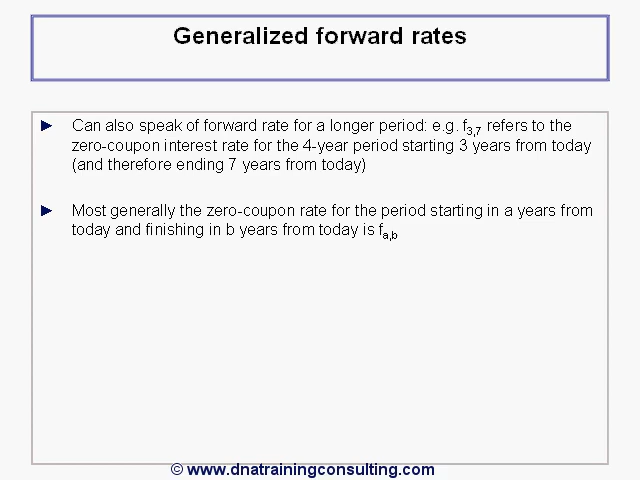 Generalized forward rates
► Can also speak of forward rate for a longer period: e.g. f3,7 refers to the
zero-coupon interest rate for the 4-year period starting 3 years from today
(and therefore ending 7 years from today)
► Most generally the zero-coupon rate for the period starting in a years from
today and finishing in b years from today is fa,b
© www.dnatrainingconsulting.com